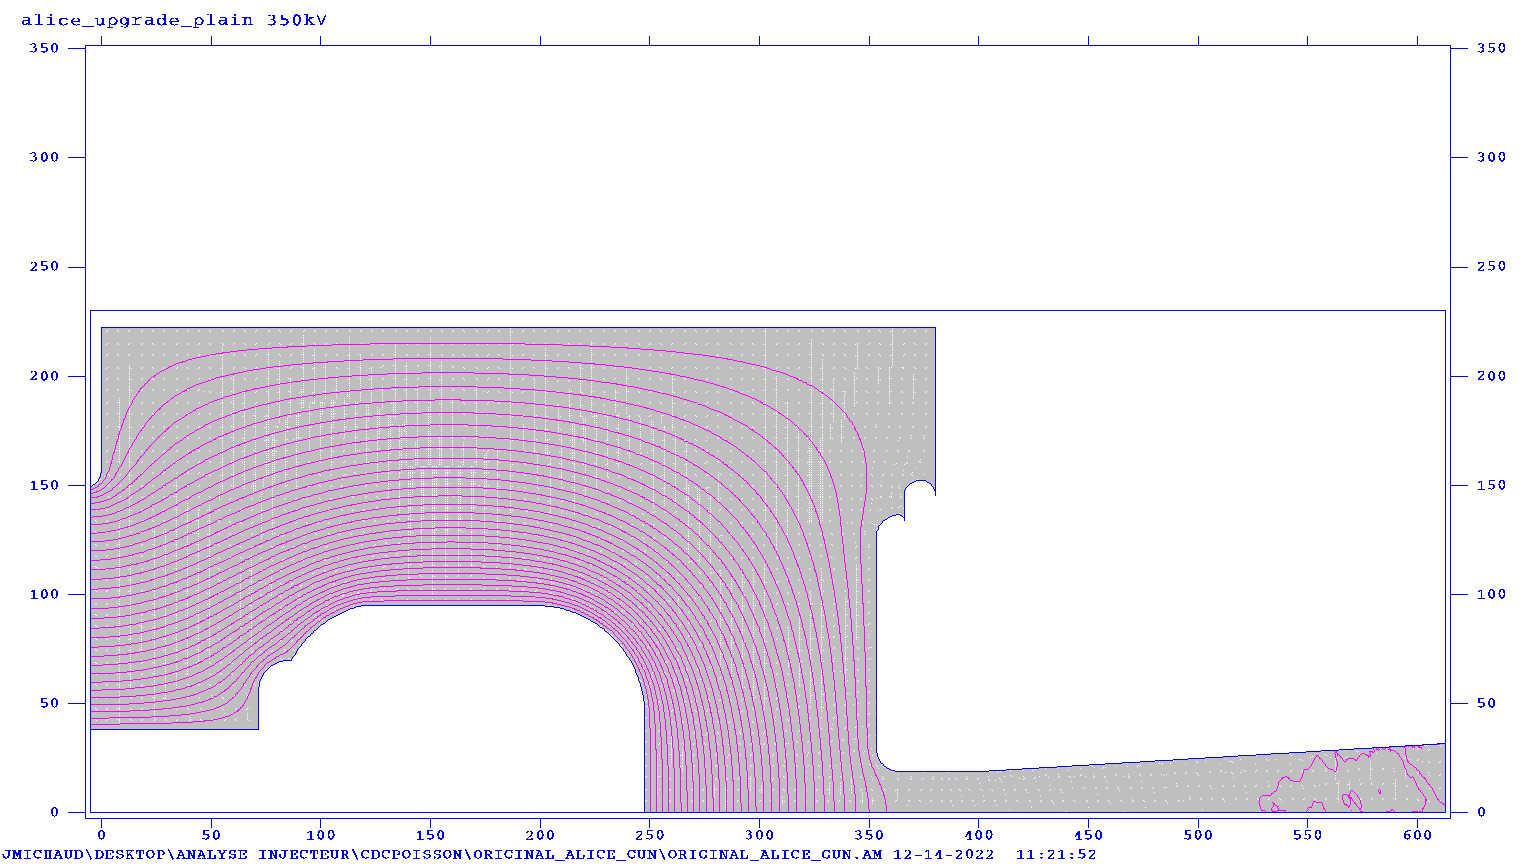 alice_upgrade_plain 350kV
350 350
300 300
250 250
200 200
150 150
100 100
50 50
0 0
0 50 100 150 200 250 300 350 400 450 500 550 600
JMICHAUD\DESKTOP\ANALYSE INJECTEUR\CDCPOISSON\ORIGINAL_ALICE_GUN\ORIGINAL_ALICE_GUN.AM 12-14-2022 11:21:52